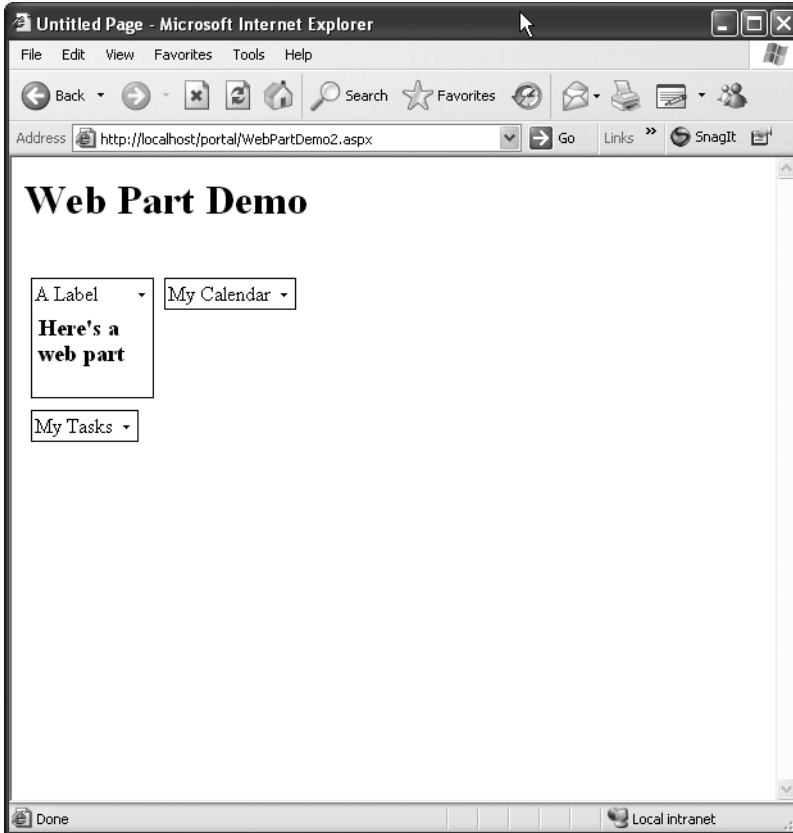 Untitled Page - Microsoft Internet Explorer
File Edit View Favorites Tools Help
Back Search Favorites
Address http://localhost/portal/WebPartDemo2.aspx Go Links » SnagIt
Web Part Demo
A Label My Calendar
Here's a
web part
My Tasks
Done Local intranet